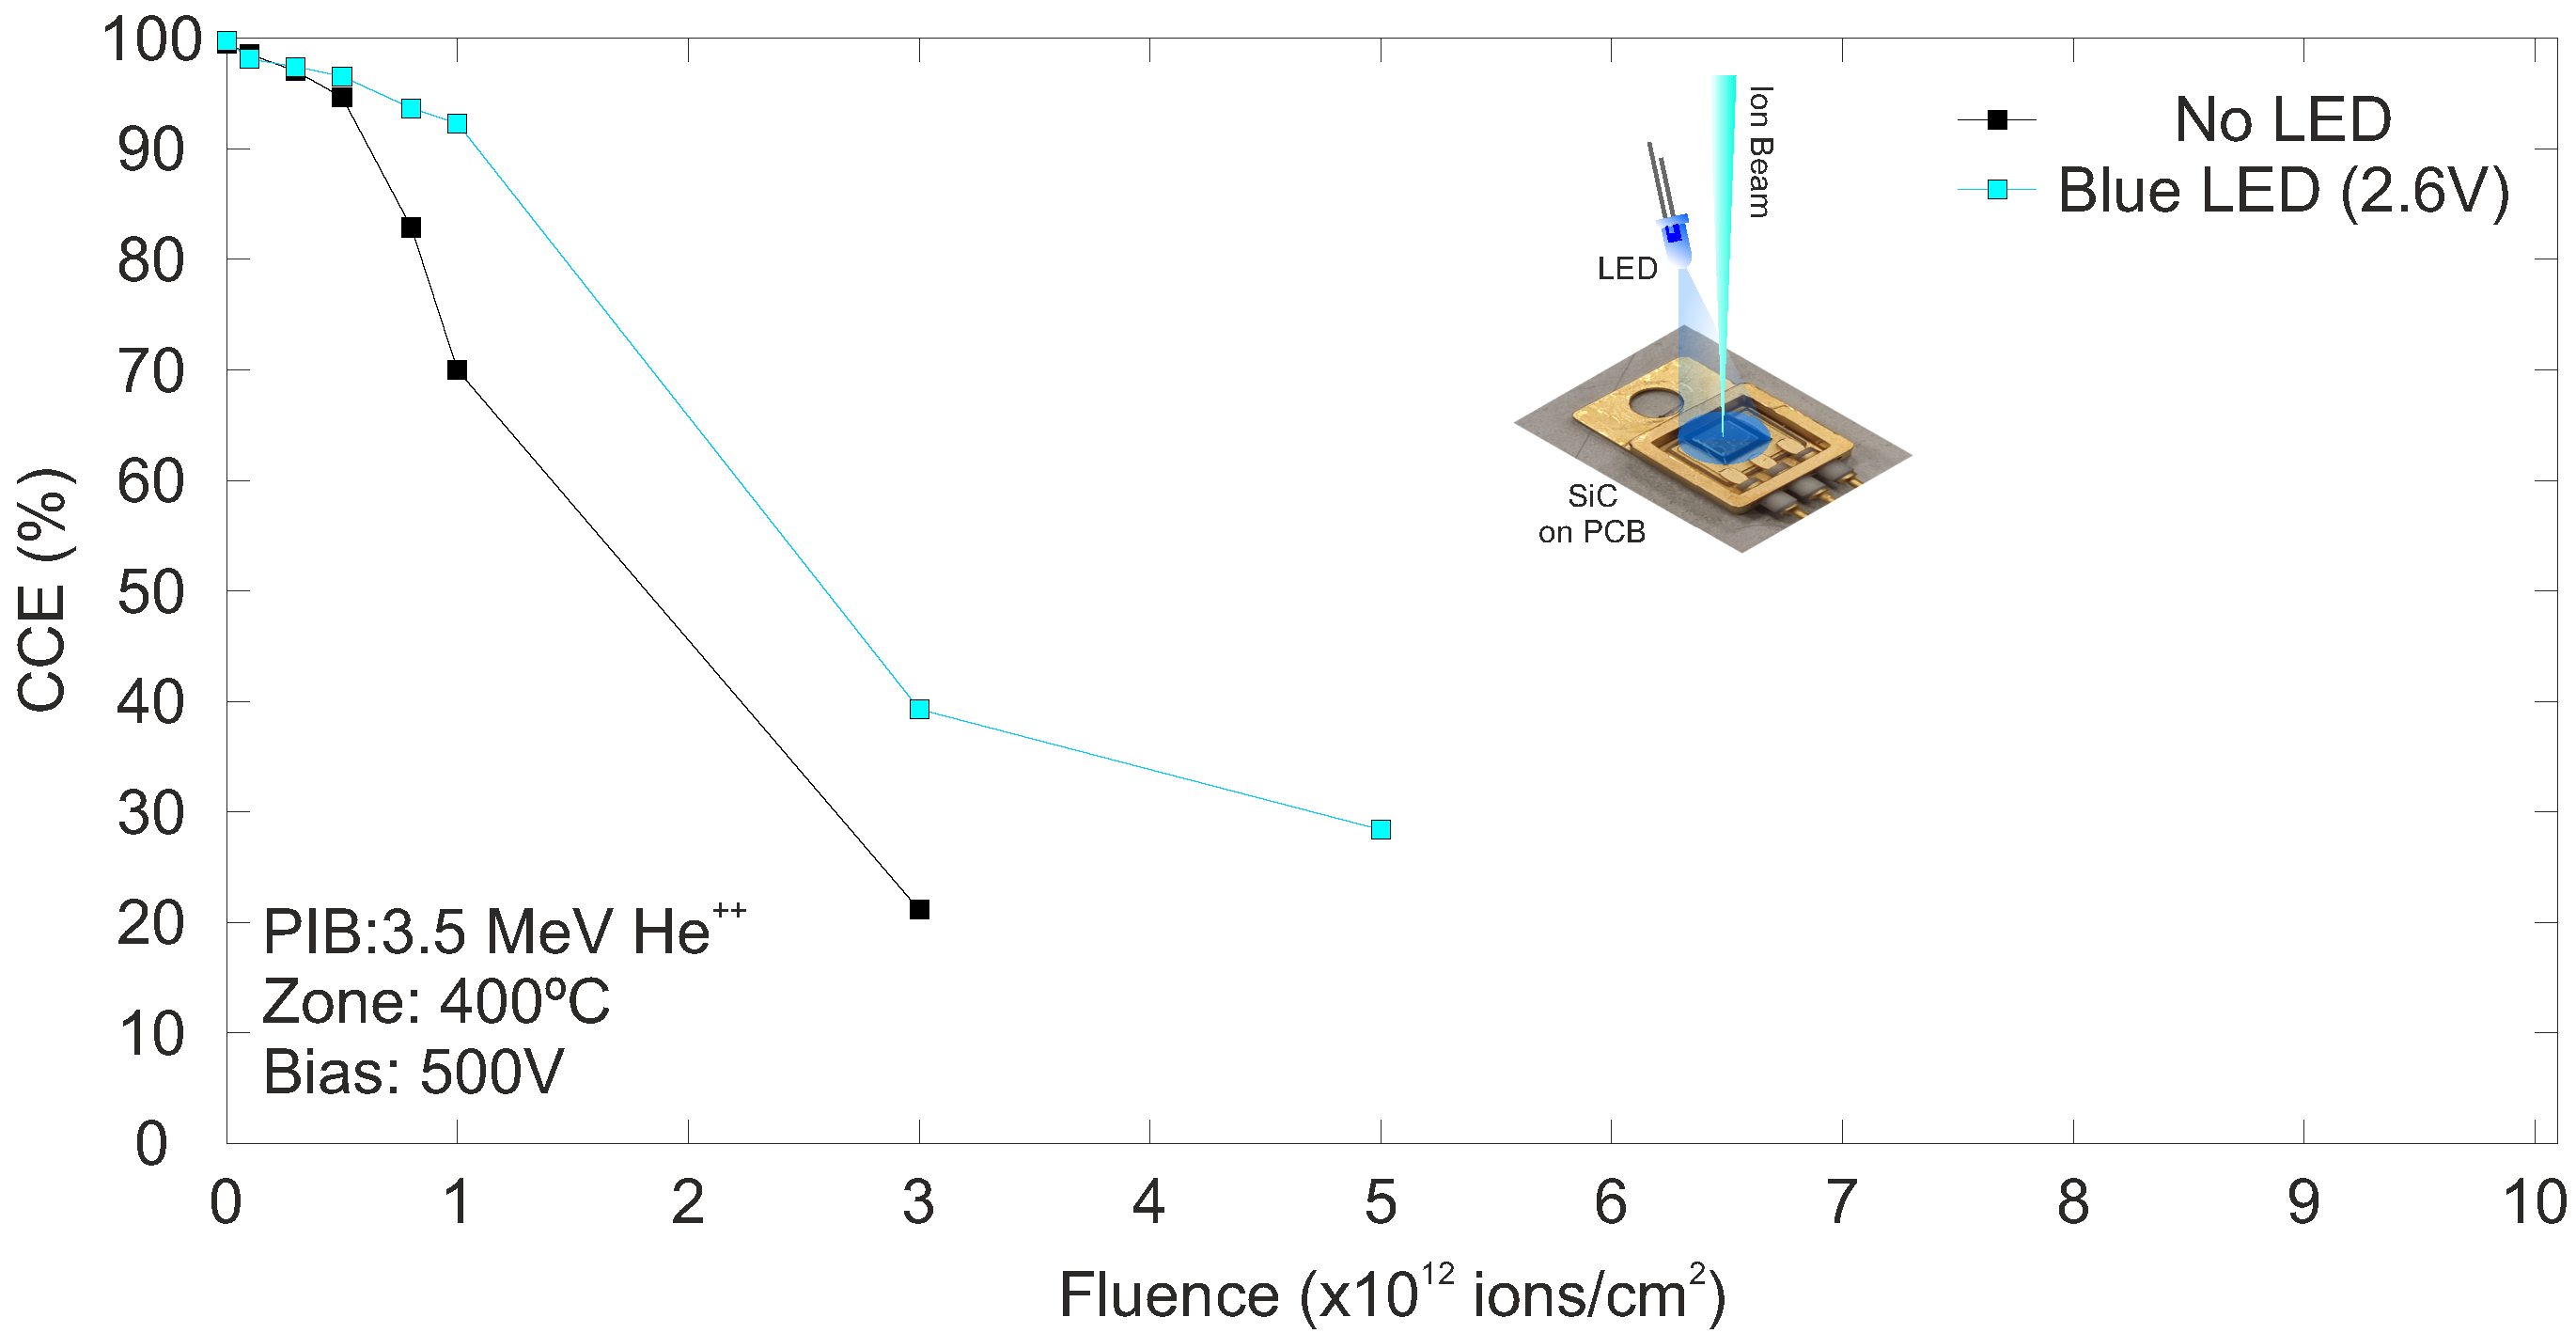 100
90
80
70
60
50
40
30
20
10
0
CCE (%)
No LED
Blue LED (2.6V)
Ion Beam
LED
SiC
on PCB
PIB:3.5 MeV He⁺⁺
Zone: 400ºC
Bias: 500V
0 1 2 3 4 5 6 7 8 9 10
Fluence (x10¹² ions/cm²)